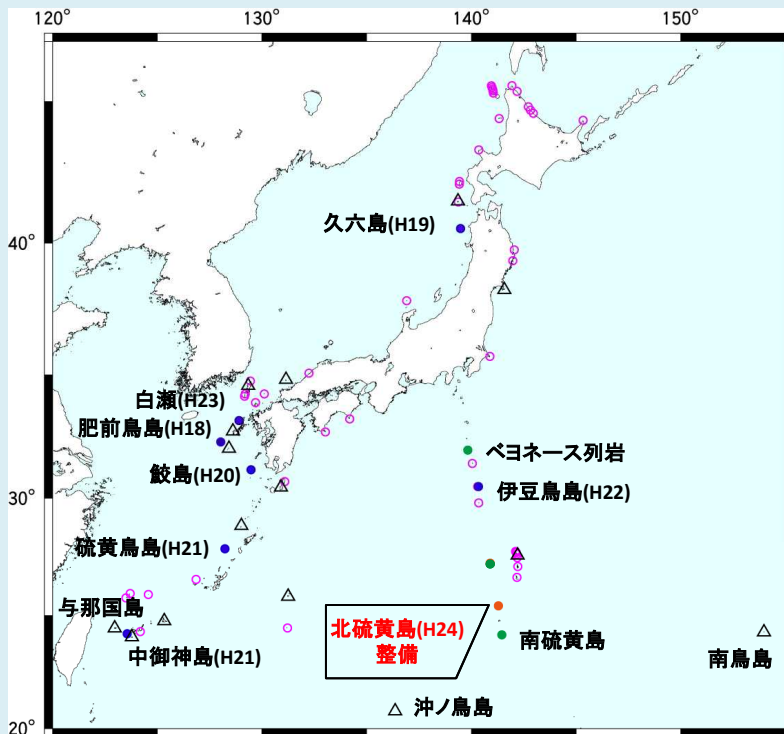 120°
130°
140°
150°
久六島(H19)
40°
白瀬(H23)
肥前鳥島(H18)
ベヨネース列岩
鮫島(H20)
伊豆鳥島(H22)
30°
硫黄鳥島(H21)
与那国島
北硫黄島(H24)
整備
中御神島(H21)
南硫黄島
南鳥島
沖ノ鳥島
20°